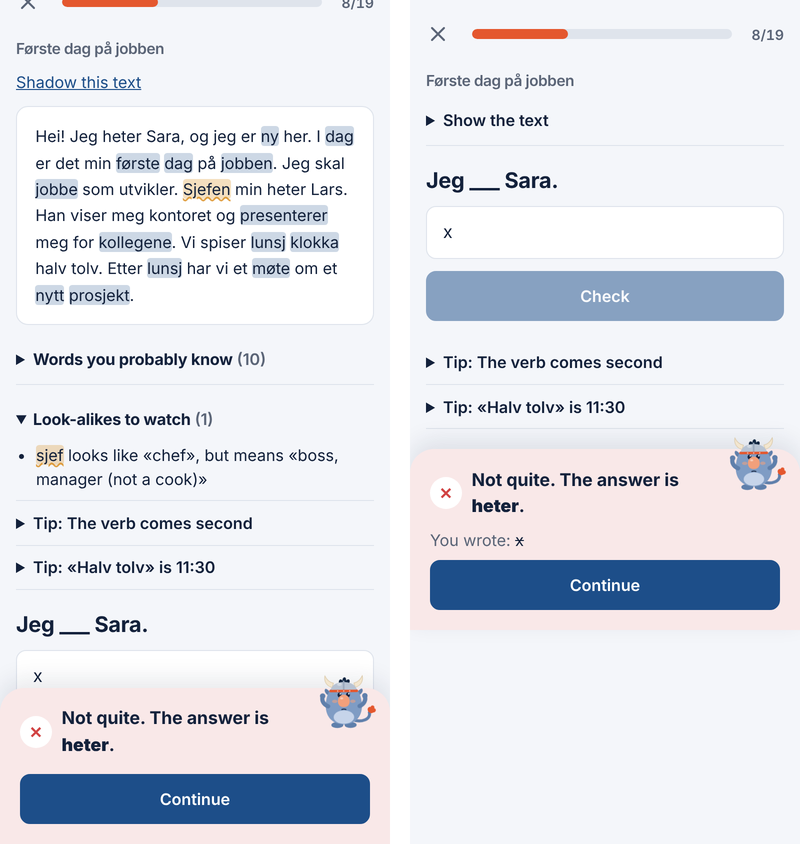 8/19
Første dag på jobben
Shadow this text
Hei! Jeg heter Sara, og jeg er ny her. I dag
er det min første dag på jobben. Jeg skal
jobbe som utvikler. Sjefen min heter Lars.
Han viser meg kontoret og presenterer
meg for kollegene. Vi spiser lunsj klokka
halv tolv. Etter lunsj har vi et møte om et
nytt prosjekt.
Words you probably know (10)
Look-alikes to watch (1)
sjef looks like «chef», but means «boss,
manager (not a cook)»
Tip: The verb comes second
Tip: «Halv tolv» is 11:30
Jeg ___ Sara.
x
Not quite. The answer is
heter.
Continue
8/19
Første dag på jobben
Show the text
Jeg ___ Sara.
x
Check
Tip: The verb comes second
Tip: «Halv tolv» is 11:30
Not quite. The answer is
heter.
You wrote: x
Continue